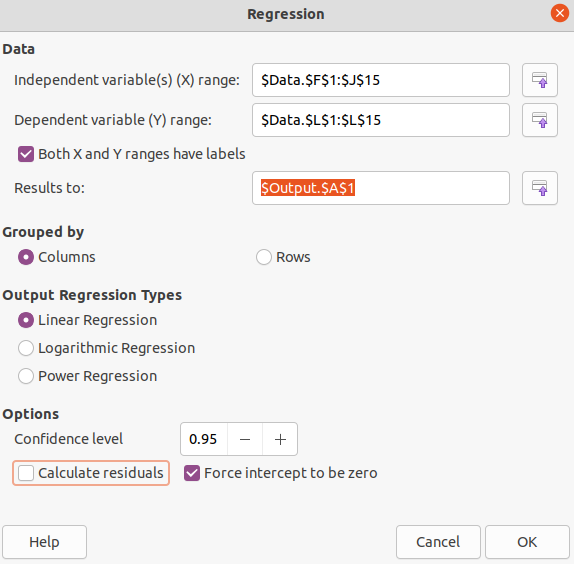 Regression
Data
Independent variable(s) (X) range: $Data.$F$1:$J$15
Dependent variable (Y) range: $Data.$L$1:$L$15
Both X and Y ranges have labels
Results to: $Output.$A$1
Grouped by
Columns Rows
Output Regression Types
Linear Regression
Logarithmic Regression
Power Regression
Options
Confidence level 0.95 − +
Calculate residuals Force intercept to be zero
Help Cancel OK